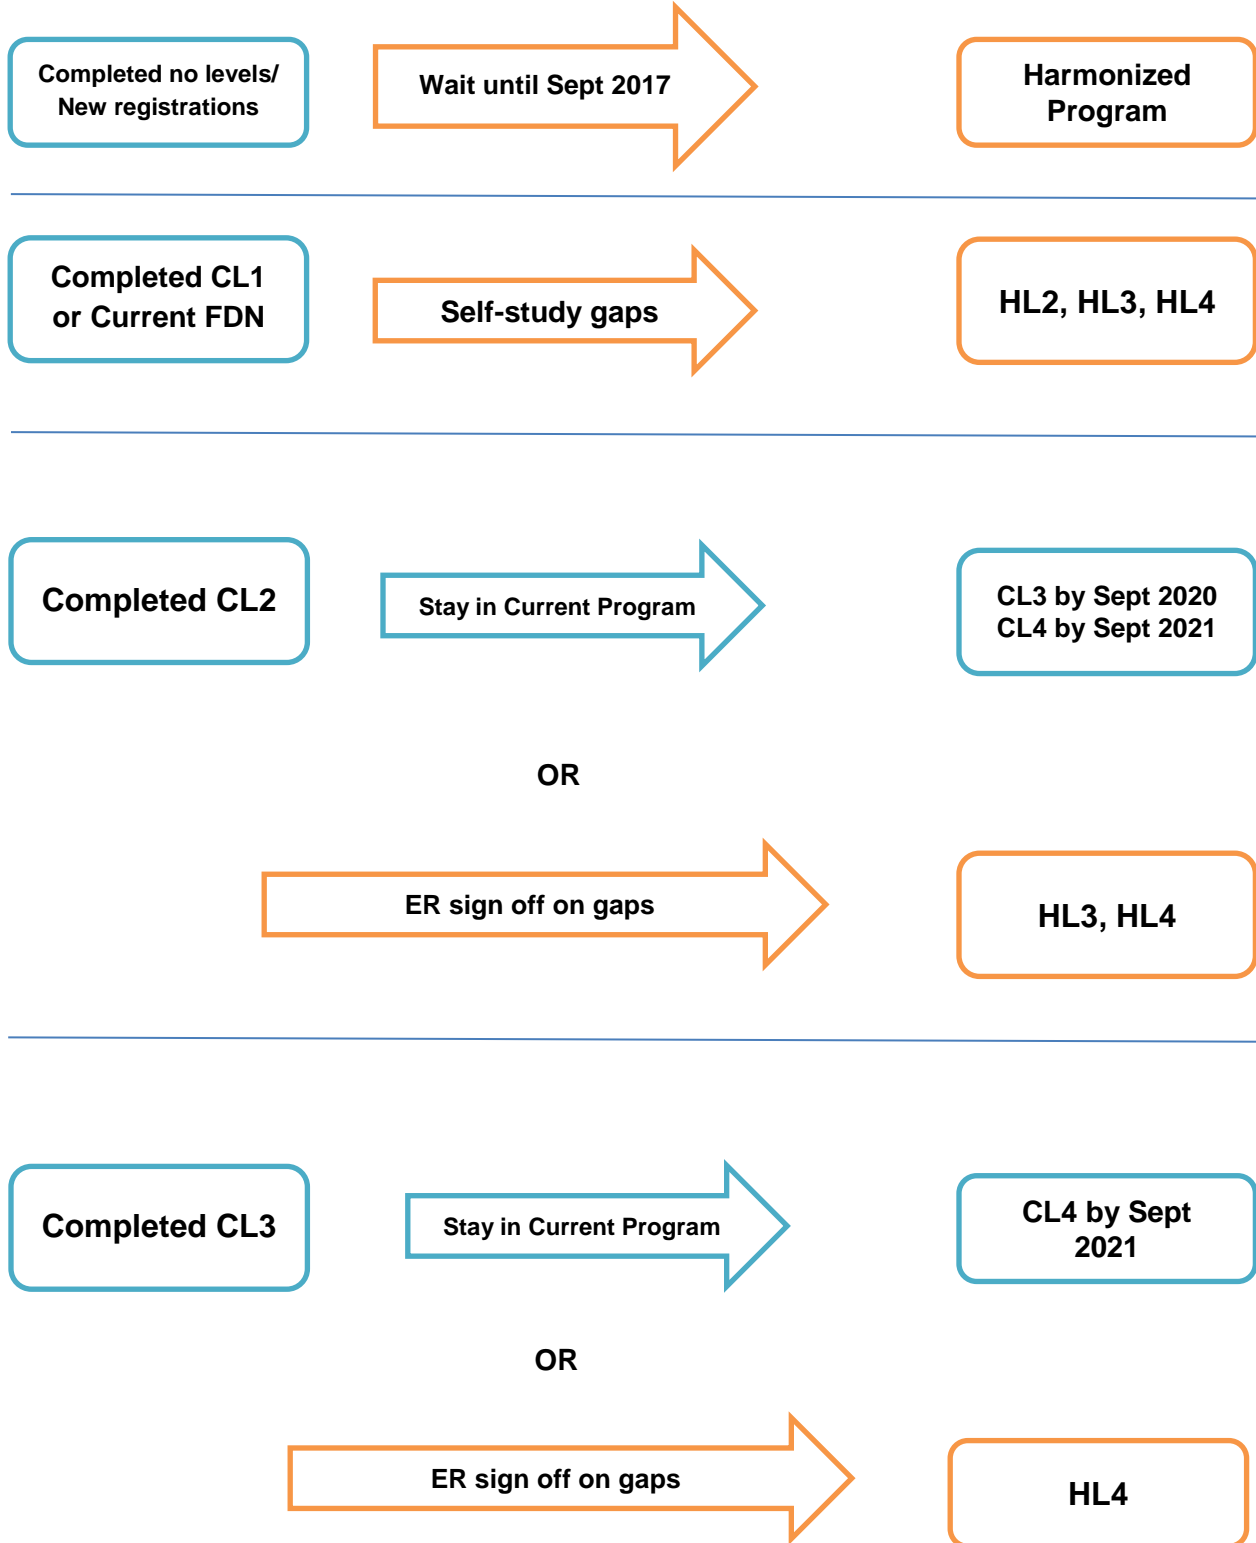 Completed no levels/
New registrations
Wait until Sept 2017
Harmonized
Program
Completed CL1
or Current FDN
Self-study gaps
HL2, HL3, HL4
Completed CL2
Stay in Current Program
CL3 by Sept 2020
CL4 by Sept 2021
OR
ER sign off on gaps
HL3, HL4
Completed CL3
Stay in Current Program
CL4 by Sept
2021
OR
ER sign off on gaps
HL4